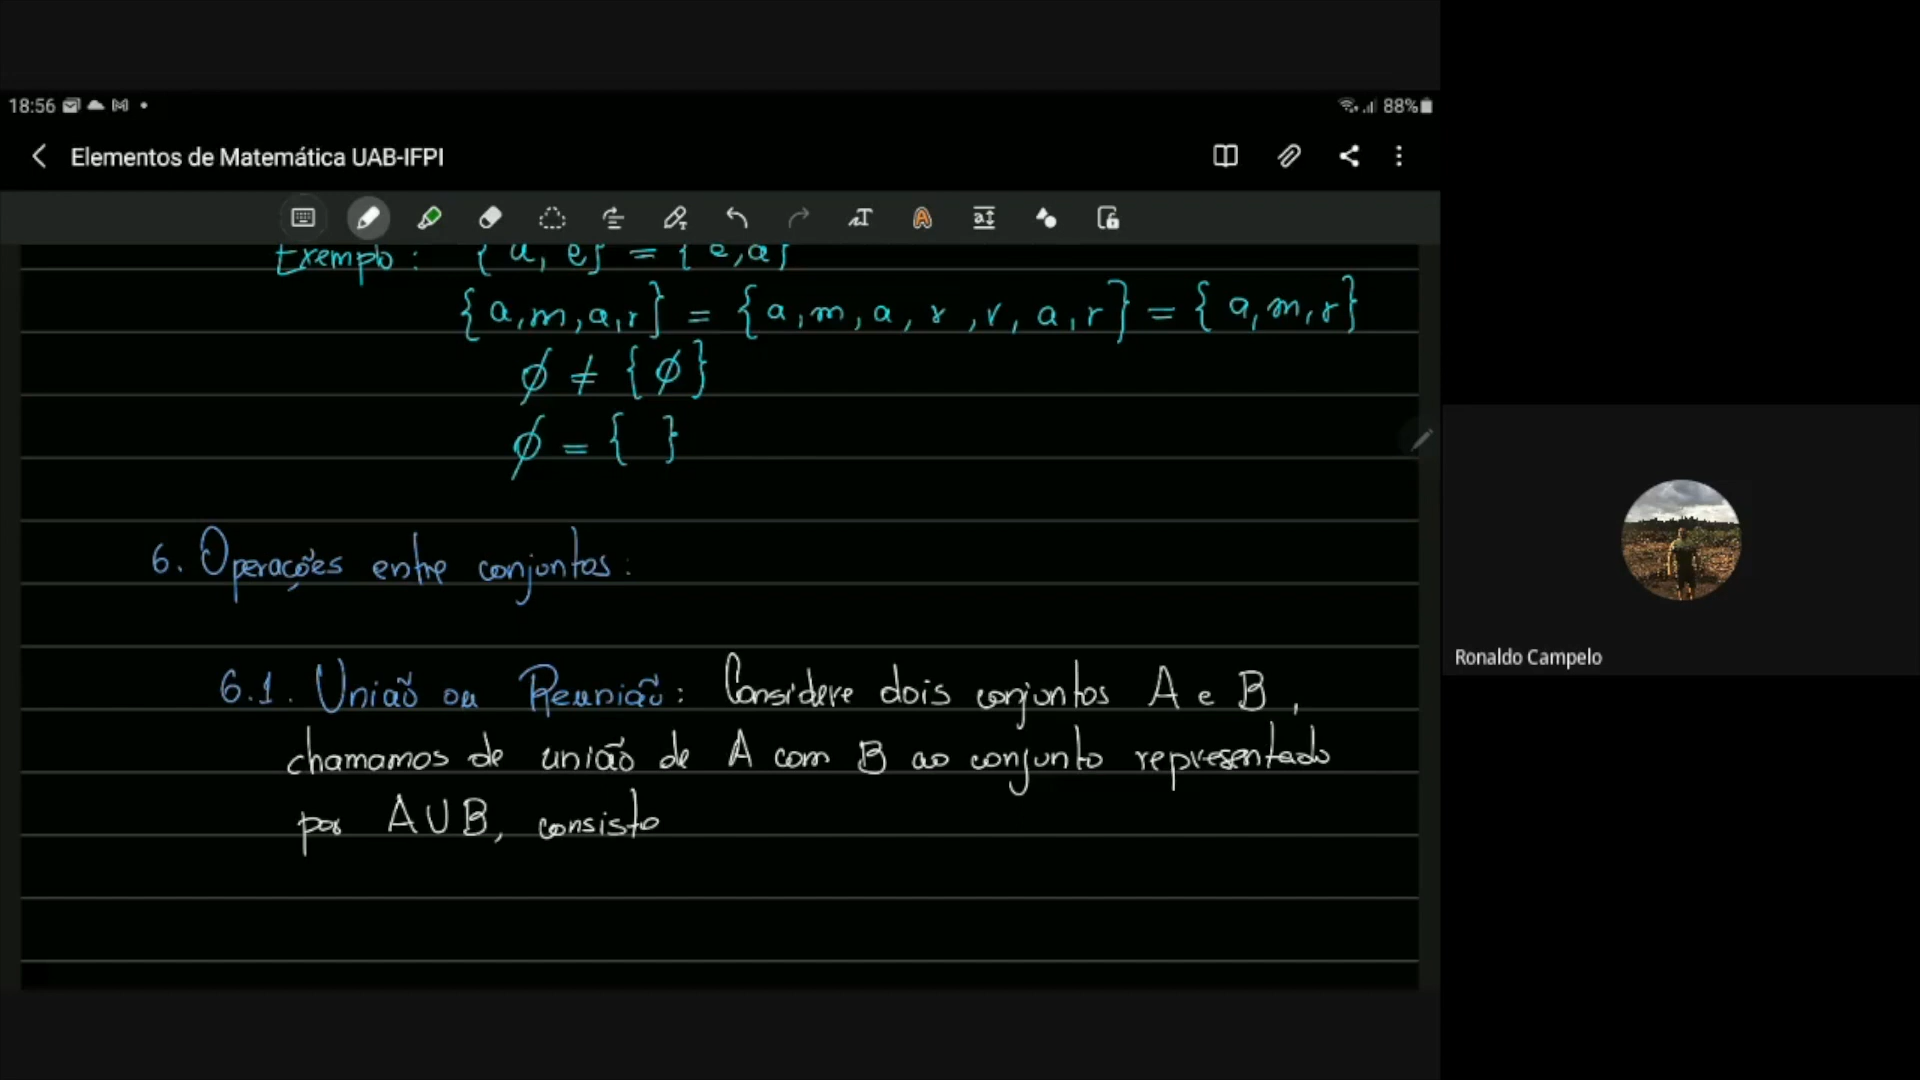 18:56
88%
Elementos de Matemática UAB-IFPI
Exemplo: {a, e} = {e, a}
{a, m, a, r} = {a, m, a, r, r, a, r} = {a, m, r}
∅ ≠ {∅}
∅ = { }
6. Operações entre conjuntos:
6.1. União ou Reunião: Considere dois conjuntos A e B,
chamamos de união de A com B ao conjunto representado
por A∪B, consisto
Ronaldo Campelo